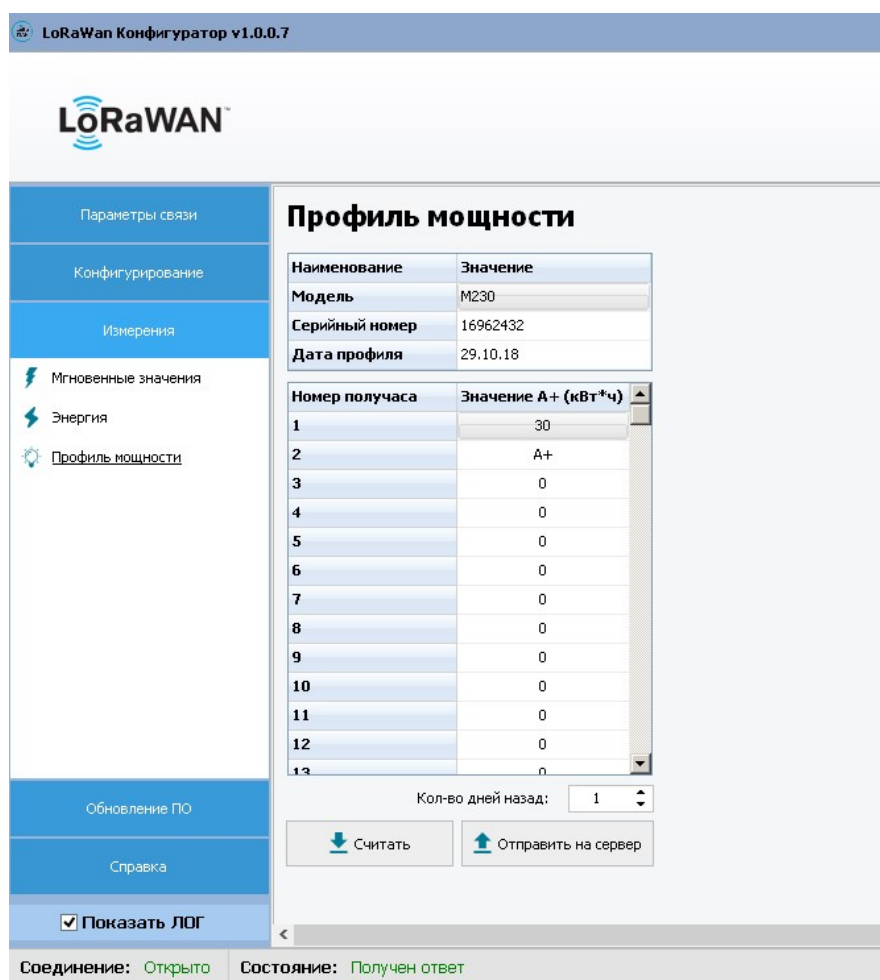 LoRaWan Конфигуратор v1.0.0.7
LoRaWAN™
Параметры связи
Конфигурирование
Измерения
Мгновенные значения
Энергия
Профиль мощности
Обновление ПО
Справка
Показать ЛОГ
Профиль мощности
Наименование Значение
Модель M230
Серийный номер 16962432
Дата профиля 29.10.18
Номер получаса Значение А+ (кВт*ч)
1 30
2 А+
3 0
4 0
5 0
6 0
7 0
8 0
9 0
10 0
11 0
12 0
13 0
Кол-во дней назад: 1
Считать Отправить на сервер
Соединение: Открыто Состояние: Получен ответ